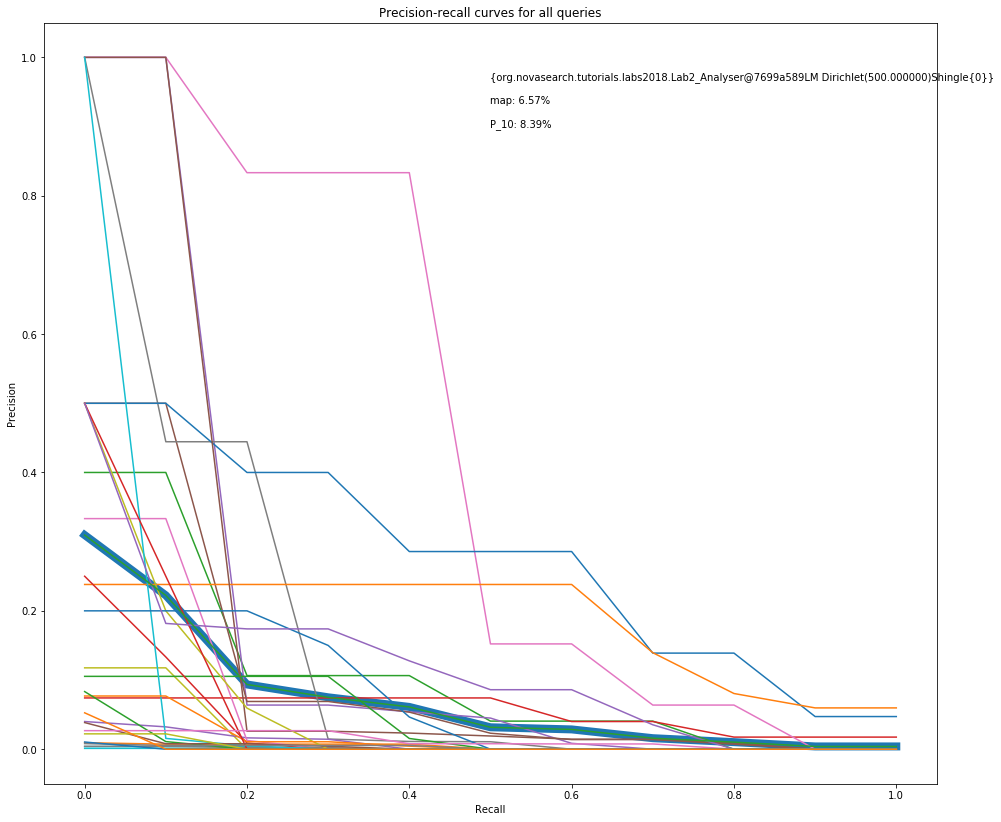 Precision-recall curves for all queries
{org.novasearch.tutorials.labs2018.Lab2_Analyser@7699a589LM Dirichlet(500.000000)Shingle{0}}
map: 6.57%
P_10: 8.39%
Precision
1.0
0.8
0.6
0.4
0.2
0.0
0.0 0.2 0.4 0.6 0.8 1.0
Recall